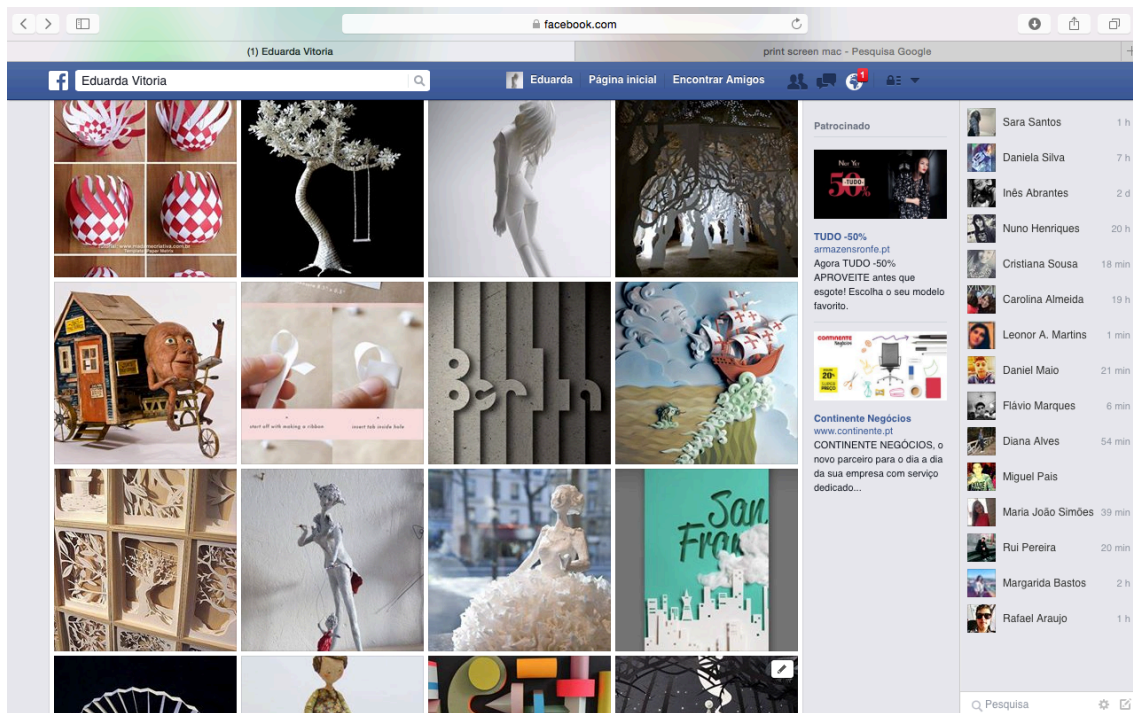 facebook.com
(1) Eduarda Vitoria
print screen mac - Pesquisa Google
Eduarda Vitoria
Eduarda
Página inicial
Encontrar Amigos
1
Patrocinado
50%
TUDO
TUDO -50%
armazensronfe.pt
Agora TUDO -50%
APROVEITE antes que
esgote! Escolha o seu modelo
favorito.
CONTINENTE
Negócios
20%
Continente Negócios
www.continente.pt
CONTINENTE NEGÓCIOS, o
novo parceiro para o dia a dia
da sua empresa com serviço
dedicado...
Sara Santos 1 h
Daniela Silva 7 h
Inês Abrantes 2 d
Nuno Henriques 20 h
Cristiana Sousa 18 min
Carolina Almeida 19 h
Leonor A. Martins 1 min
Daniel Maio 21 min
Flávio Marques 6 min
Diana Alves 54 min
Miguel Pais
Maria João Simões 39 min
Rui Pereira 20 min
Margarida Bastos 2 h
Rafael Araujo 1 h
Pesquisa
start off with making a ribbon
insert tab inside hole
Berlin
San
Fran